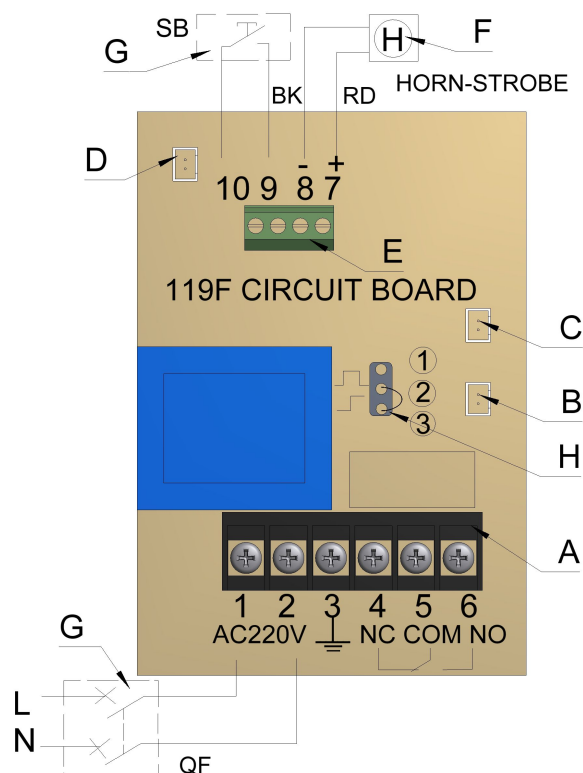 G SB H F
HORN-STROBE
BK RD
D
- +
10 9 8 7
E
119F CIRCUIT BOARD
C
1
2
3
B
H
A
1 2 3 4 5 6
AC220V NC COM NO
G
L
N
QF